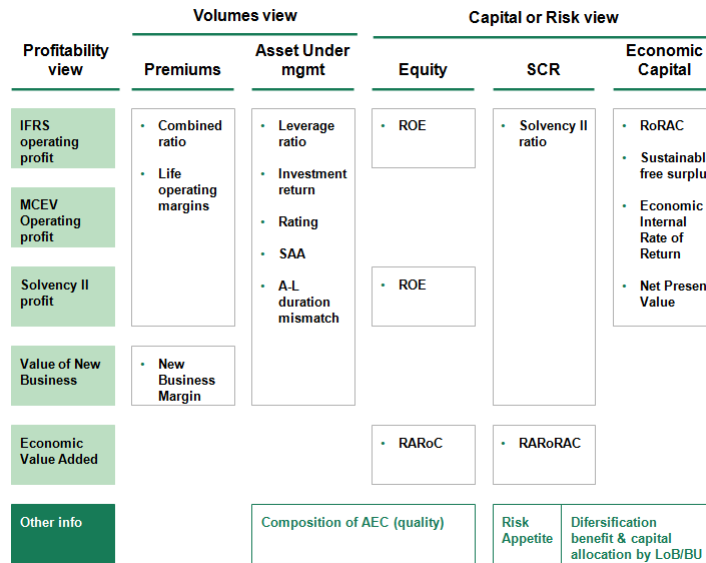 Volumes view
Capital or Risk view
Profitability
view
Premiums
Asset Under
mgmt
Equity
SCR
Economic
Capital
IFRS
operating
profit
• Combined
ratio
• Life
operating
margins
• Leverage
ratio
• Investment
return
• Rating
• SAA
• A-L
duration
mismatch
• ROE
• Solvency II
ratio
• RoRAC
• Sustainabl
free surplu
• Economic
Internal
Rate of
Return
• Net Presen
Value
MCEV
Operating
profit
Solvency II
profit
• ROE
Value of New
Business
• New
Business
Margin
Economic
Value Added
• RARoC
• RARoRAC
Other info
Composition of AEC (quality)
Risk
Appetite
Difersification
benefit & capital
allocation by LoB/BU